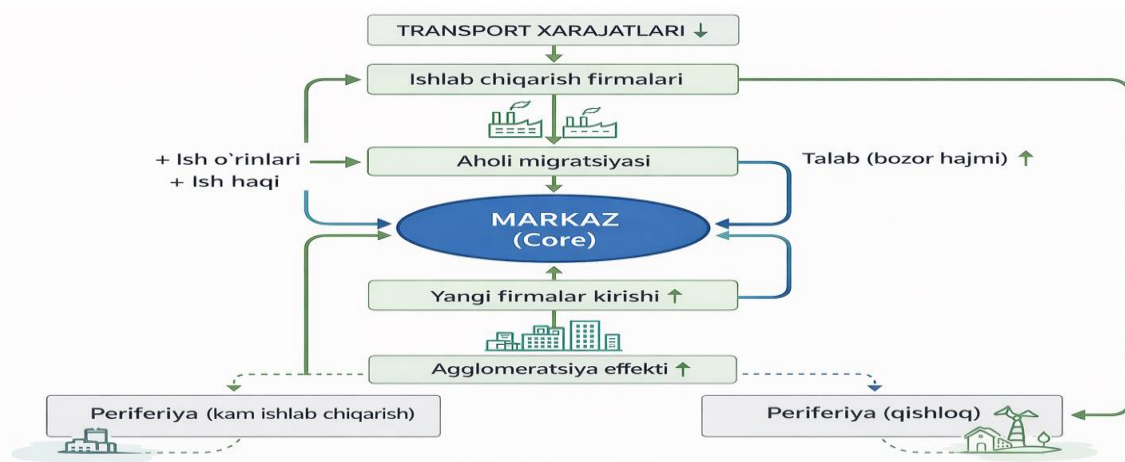 TRANSPORT XARAJATLARI ↓
Ishlab chiqarish firmalari
+ Ish o`rinlari
+ Ish haqi
Aholi migratsiyasi
Talab (bozor hajmi) ↑
MARKAZ
(Core)
Yangi firmalar kirishi ↑
Agglomeratsiya effekti ↑
Periferiya (kam ishlab chiqarish)
Periferiya (qishloq)